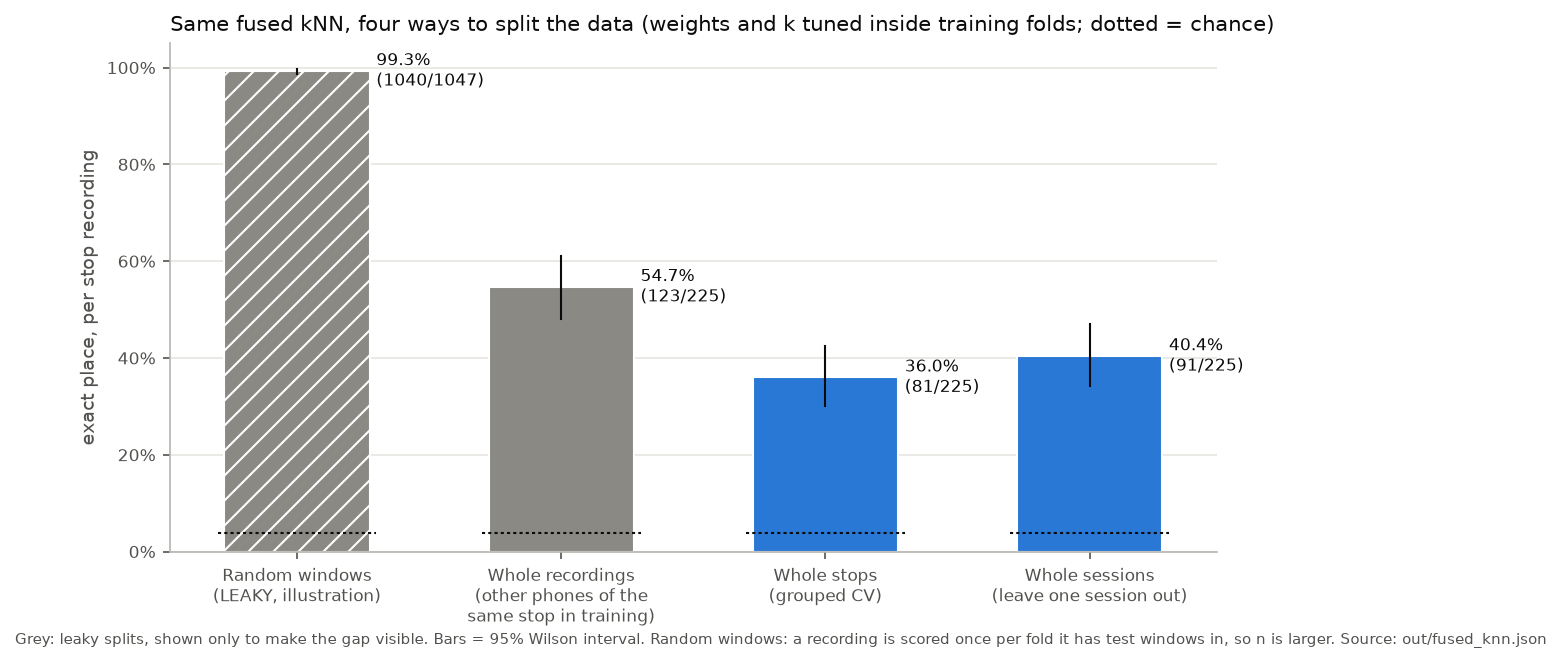 Same fused kNN, four ways to split the data (weights and k tuned inside training folds; dotted = chance)
exact place, per stop recording
100%
80%
60%
40%
20%
0%
99.3%
(1040/1047)
54.7%
(123/225)
36.0%
(81/225)
40.4%
(91/225)
Random windows
(LEAKY, illustration)
Whole recordings
(other phones of the
same stop in training)
Whole stops
(grouped CV)
Whole sessions
(leave one session out)
Grey: leaky splits, shown only to make the gap visible. Bars = 95% Wilson interval. Random windows: a recording is scored once per fold it has test windows in, so n is larger. Source: out/fused_knn.json